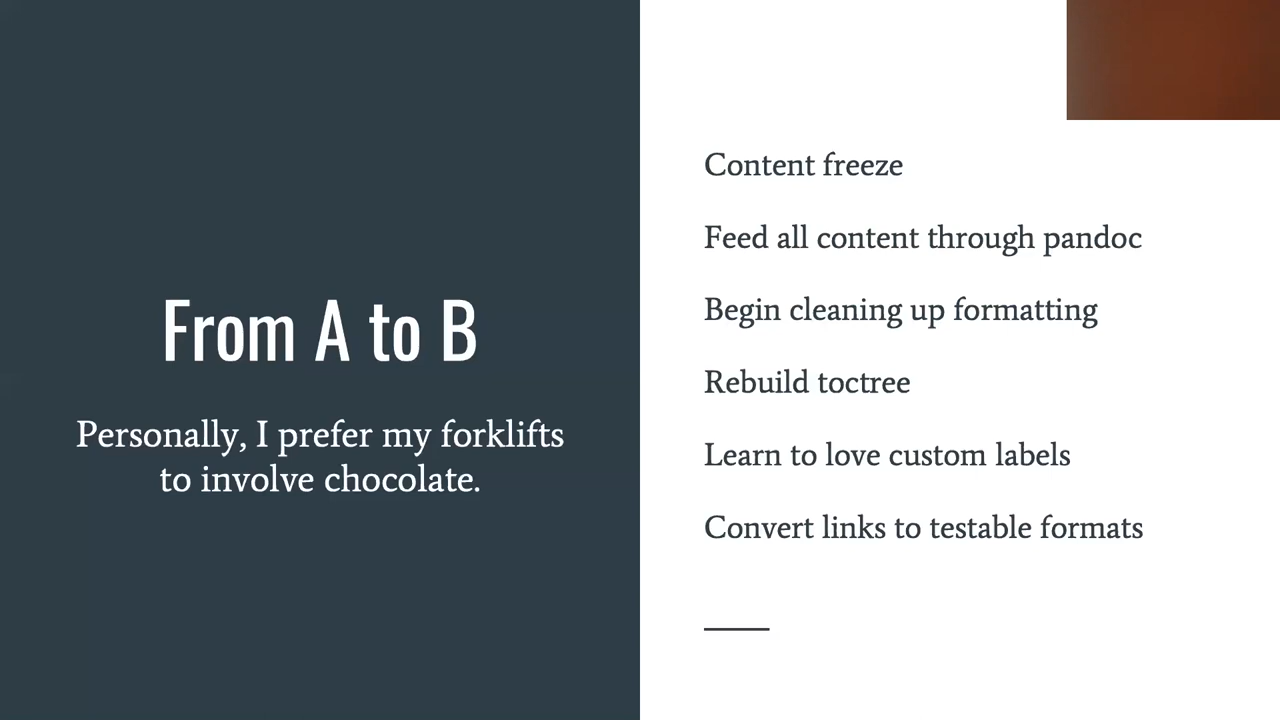 From A to B
Personally, I prefer my forklifts
to involve chocolate.
Content freeze
Feed all content through pandoc
Begin cleaning up formatting
Rebuild toctree
Learn to love custom labels
Convert links to testable formats